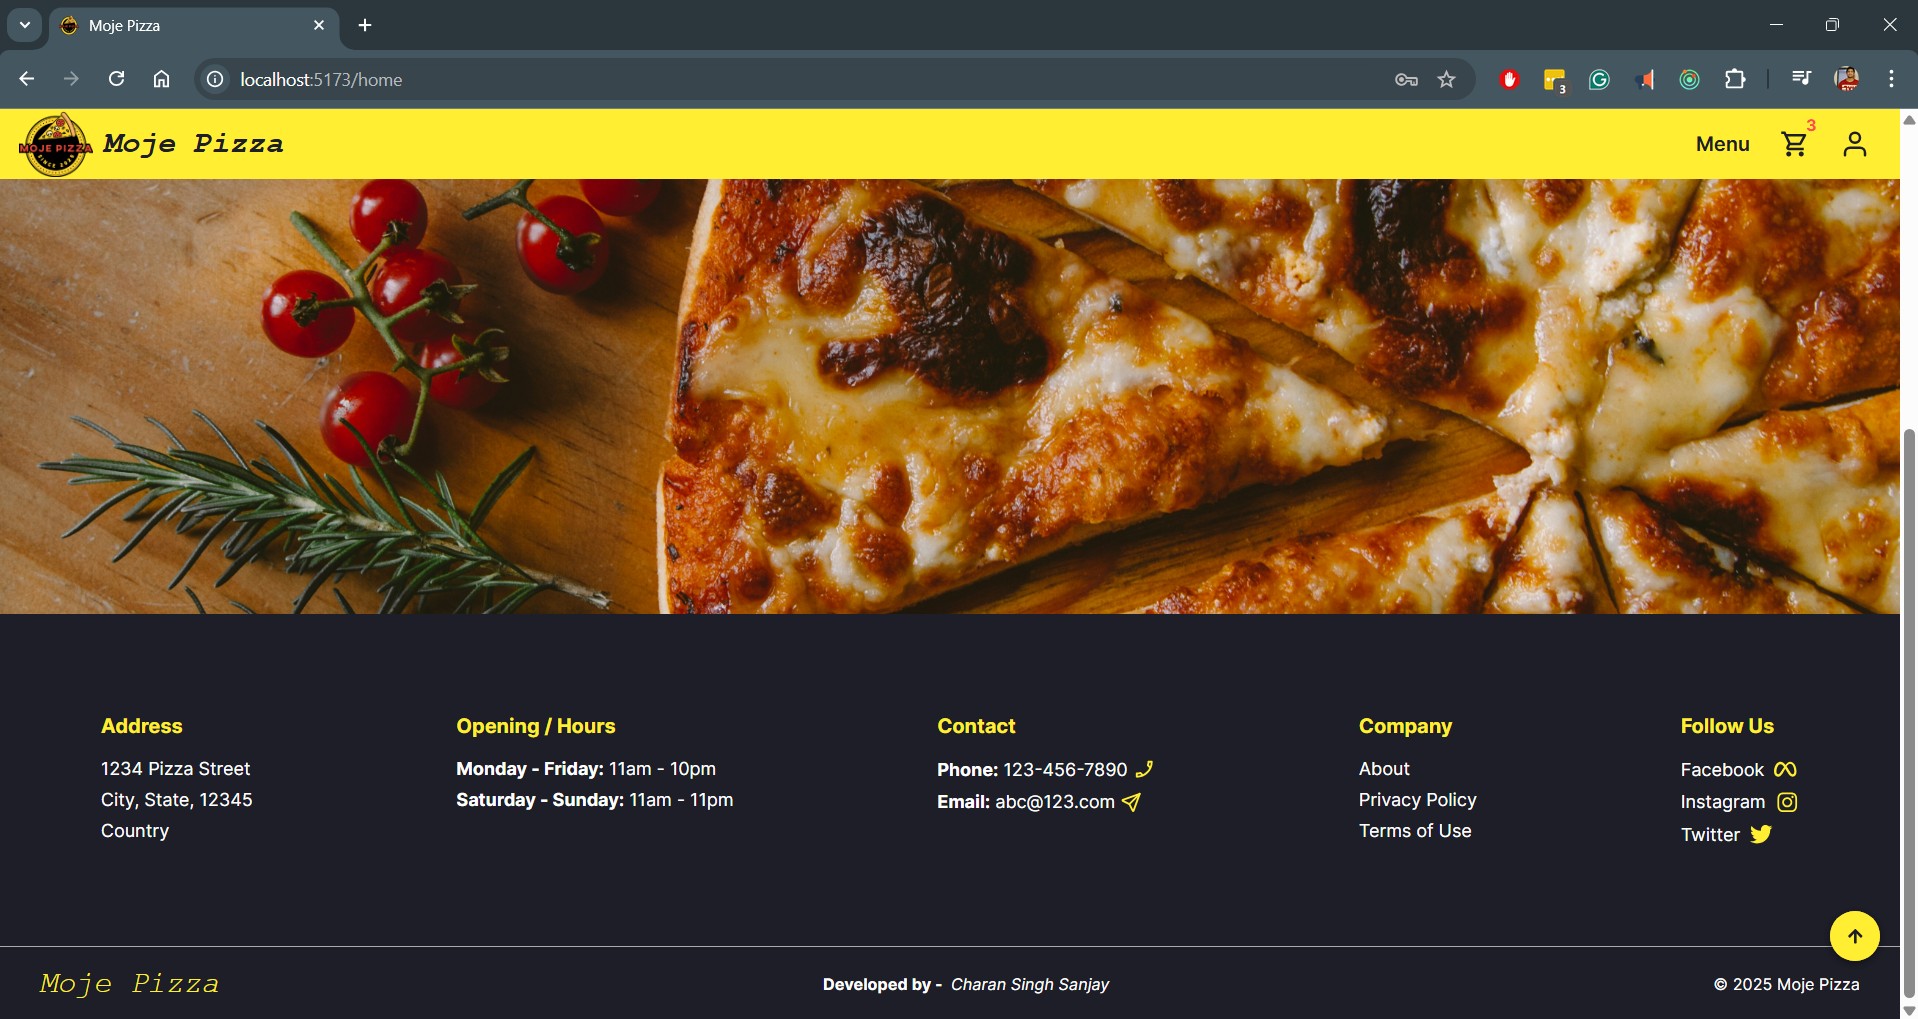 Moje Pizza
localhost:5173/home
3
MOJE PIZZA
Moje Pizza
Menu
3
Address
1234 Pizza Street
City, State, 12345
Country
Opening / Hours
Monday - Friday: 11am - 10pm
Saturday - Sunday: 11am - 11pm
Contact
Phone: 123-456-7890
Email: abc@123.com
Company
About
Privacy Policy
Terms of Use
Follow Us
Facebook
Instagram
Twitter
Moje Pizza
Developed by - Charan Singh Sanjay
© 2025 Moje Pizza